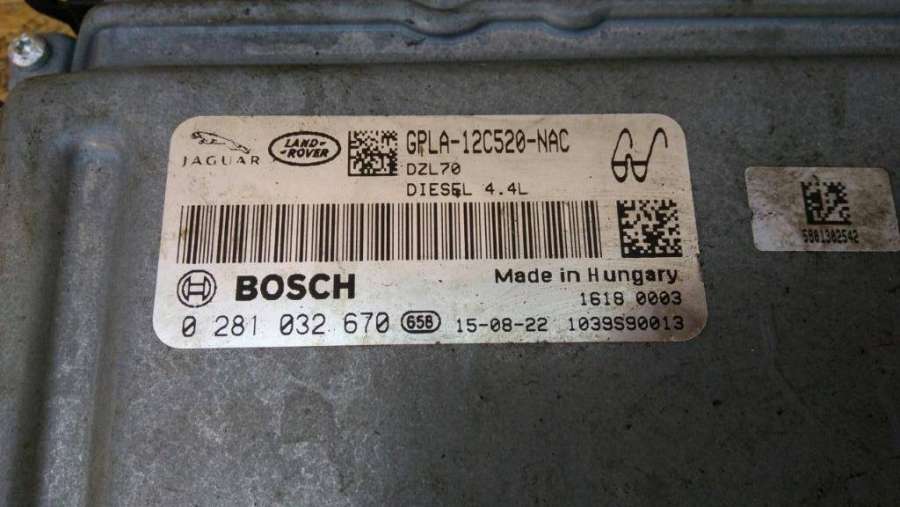 JAGUAR
LAND-
-ROVER
GPLA-12C520-NAC
DZL70
DIESEL 4.4L
BOSCH
Made in Hungary
1618 0003
0 281 032 670 658 15-08-22 1039S90013
5881302542